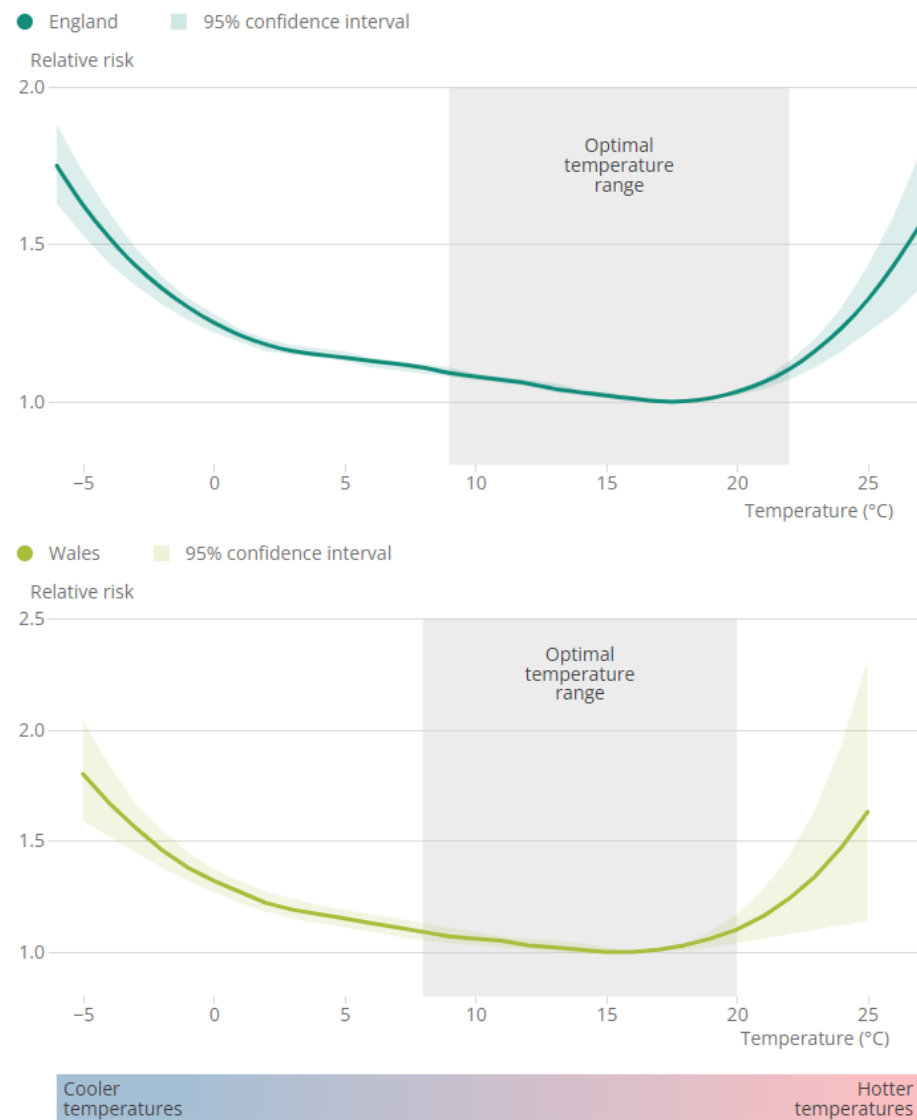 England 95% confidence interval
Relative risk
2.0
Optimal
temperature
range
1.5
1.0
−5 0 5 10 15 20 25
Temperature (°C)
Wales 95% confidence interval
Relative risk
2.5
Optimal
temperature
range
2.0
1.5
1.0
−5 0 5 10 15 20 25
Temperature (°C)
Cooler Hotter
temperatures temperatures